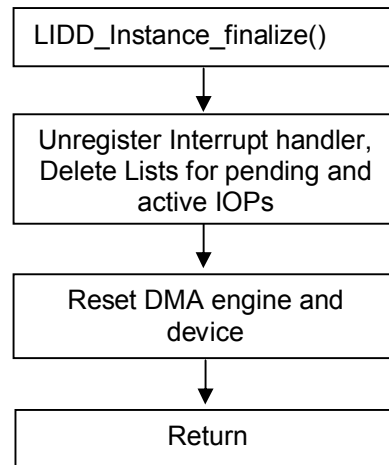 LIDD_Instance_finalize()
Unregister Interrupt handler,
Delete Lists for pending and
active IOPs
Reset DMA engine and
device
Return